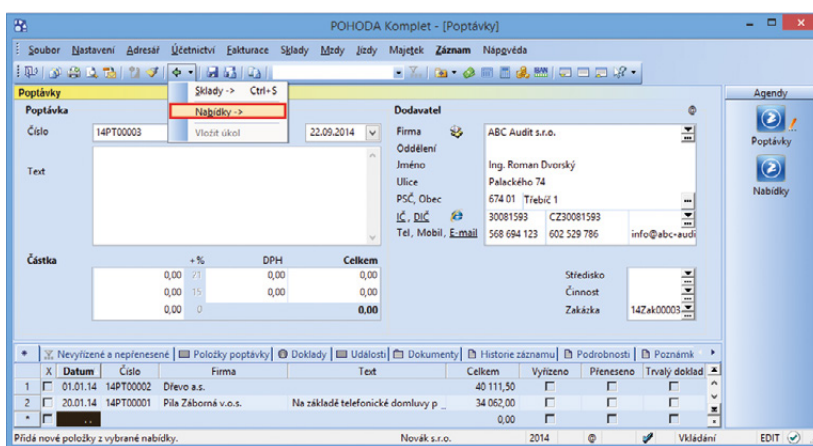 POHODA Komplet - [Poptávky]
Soubor Nastavení Adresář Účetnictví Fakturace Sklady Mzdy Jízdy Majetek Záznam Nápověda
Poptávky
Agendy
Sklady -> Ctrl+S
Nabídky ->
Vložit úkol
Poptávka
Dodavatel
Číslo 14PT00003 22.09.2014
Firma ABC Audit s.r.o.
Oddělení
Text
Jméno Ing. Roman Dvorský
Ulice Palackého 74
PSČ, Obec 674 01 Třebíč 1
IČ, DIČ 30081593 CZ30081593
Tel, Mobil, E-mail 568 694 123 602 529 786 info@abc-audi
Poptávky
Nabídky
Částka +% DPH Celkem
0,00 21 0,00 0,00
0,00 15 0,00 0,00
0,00 0 0,00
Středisko
Činnost
Zakázka 14Zak00003
* Nevyřízené a nepřenesené Položky poptávky Doklady Události Dokumenty Historie záznamu Podrobnosti Poznámk
X Datum Číslo Firma Text Celkem Vyřízeno Přeneseno Trvalý doklad
1 01.01.14 14PT00002 Dřevo a.s. 40 111,50
2 20.01.14 14PT00001 Pila Záborná v.o.s. Na základě telefonické domluvy p _ 34 062,00
* . . 0,00
Přidá nové položky z vybrané nabídky. Novák s.r.o. 2014 @ Vkládání EDIT